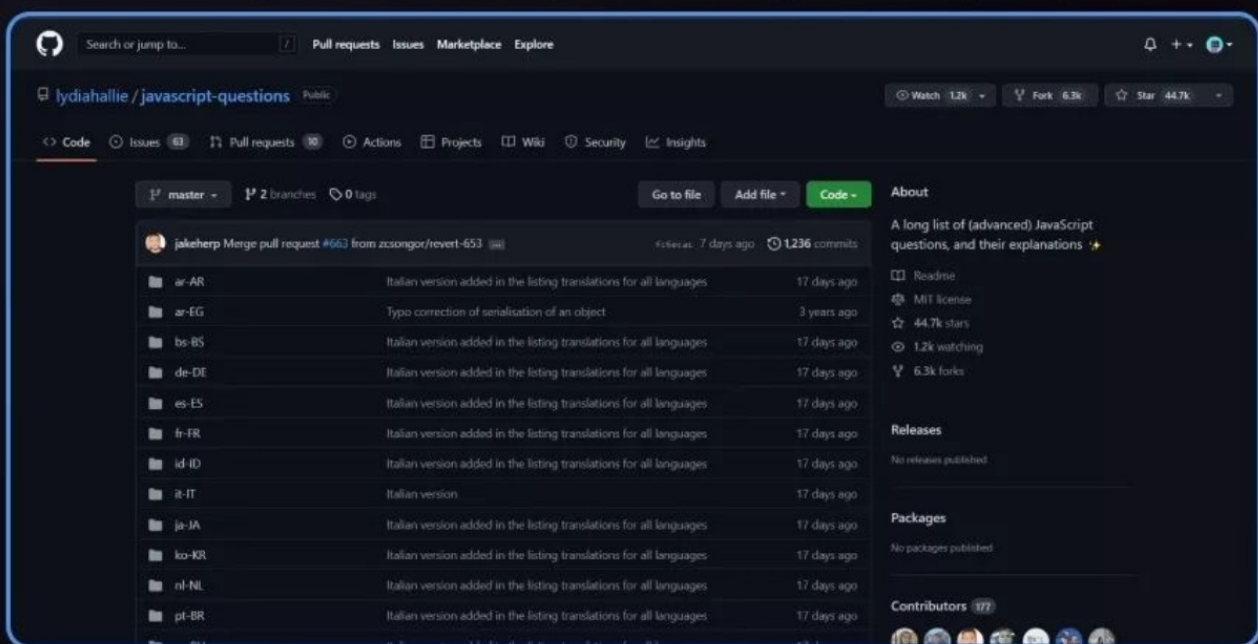 Search or jump to... /
Pull requests Issues Marketplace Explore
lydiahallie / javascript-questions Public
Watch 1.2k Fork 6.3k Star 44.7k
Code Issues 63 Pull requests 10 Actions Projects Wiki Security Insights
master 2 branches 0 tags Go to file Add file Code
jakeherp Merge pull request #663 from zcsongor/revert-653 ... 7 days ago 1,236 commits
ar-AR Italian version added in the listing translations for all languages 17 days ago
ar-EG Typo correction of serialisation of an object 3 years ago
bs-BS Italian version added in the listing translations for all languages 17 days ago
de-DE Italian version added in the listing translations for all languages 17 days ago
es-ES Italian version added in the listing translations for all languages 17 days ago
fr-FR Italian version added in the listing translations for all languages 17 days ago
id-ID Italian version added in the listing translations for all languages 17 days ago
it-IT Italian version 17 days ago
ja-JA Italian version added in the listing translations for all languages 17 days ago
ko-KR Italian version added in the listing translations for all languages 17 days ago
nl-NL Italian version added in the listing translations for all languages 17 days ago
pt-BR Italian version added in the listing translations for all languages 17 days ago
About
A long list of (advanced) JavaScript
questions, and their explanations ✨
Readme
MIT license
44.7k stars
1.2k watching
6.3k forks
Releases
No releases published
Packages
No packages published
Contributors 177